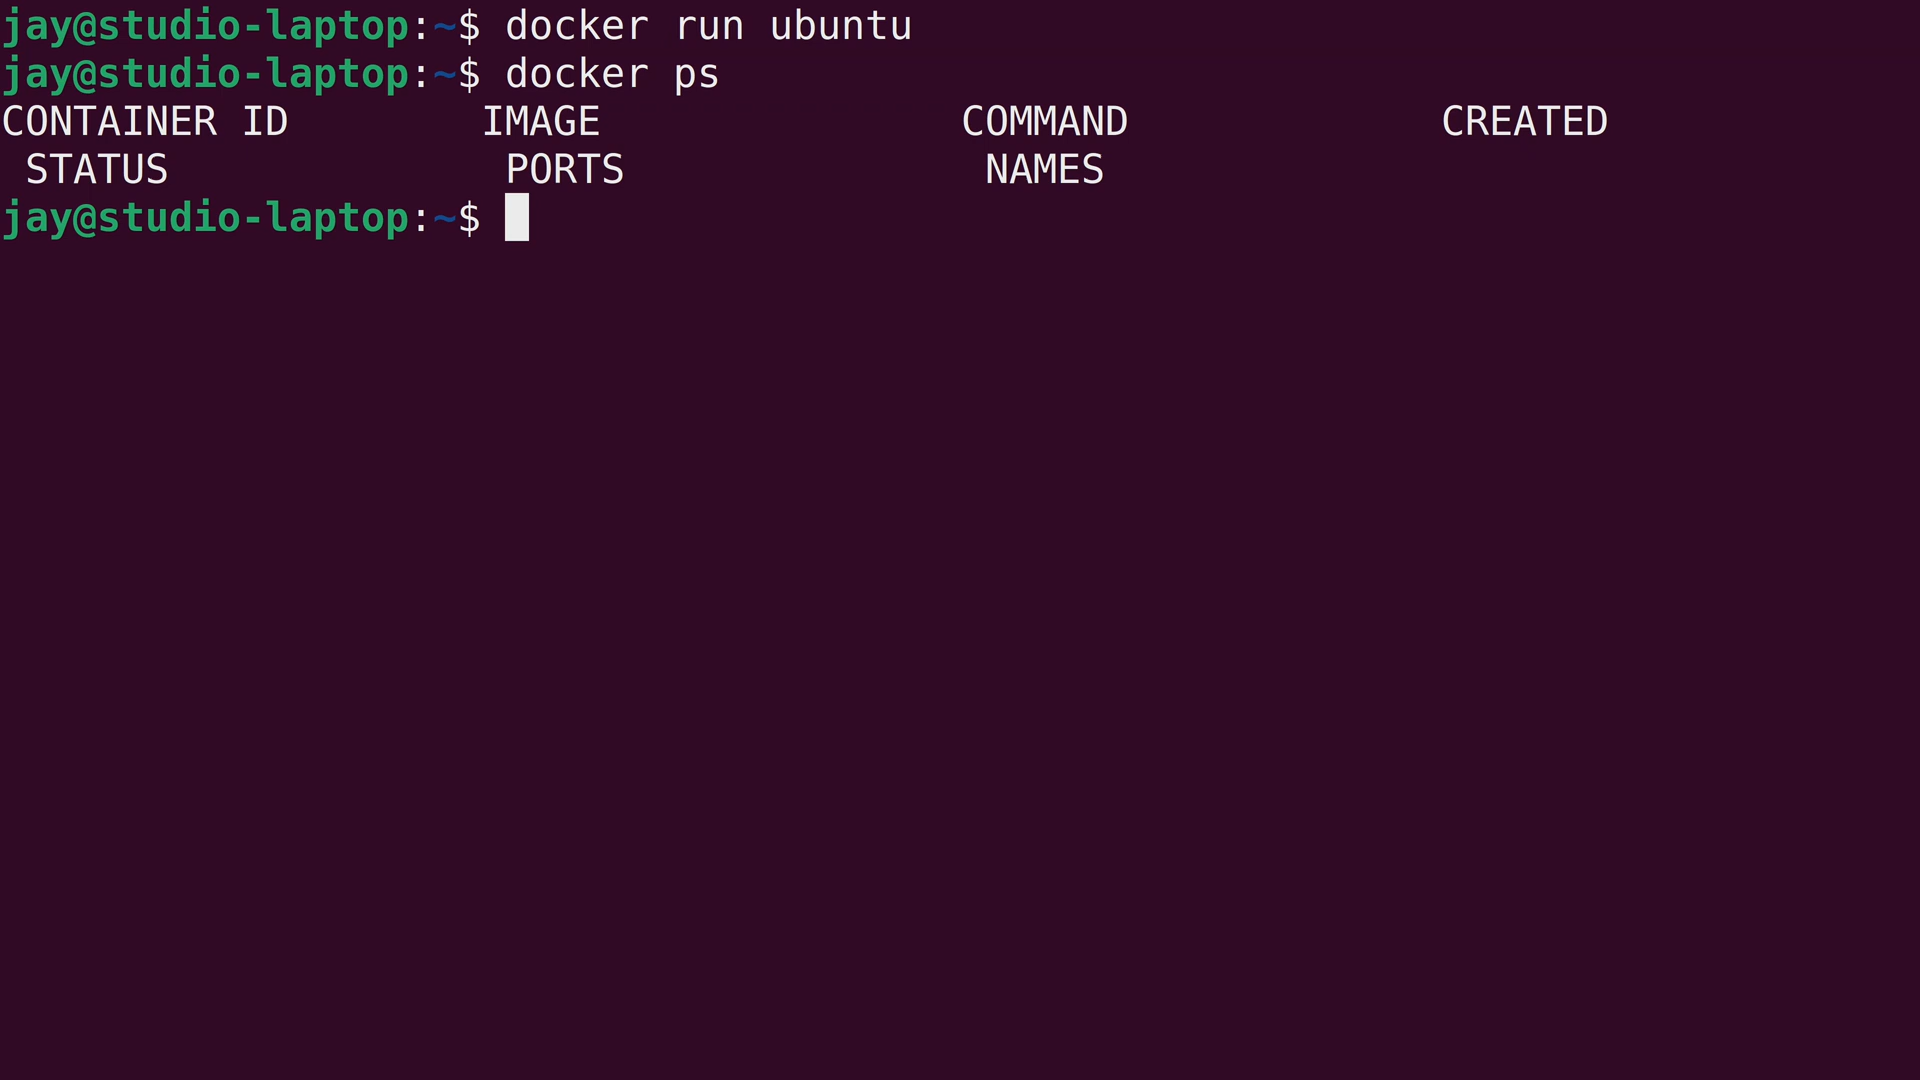 jay@studio-laptop:~$ docker run ubuntu
jay@studio-laptop:~$ docker ps
CONTAINER ID        IMAGE               COMMAND             CREATED
 STATUS              PORTS               NAMES
jay@studio-laptop:~$